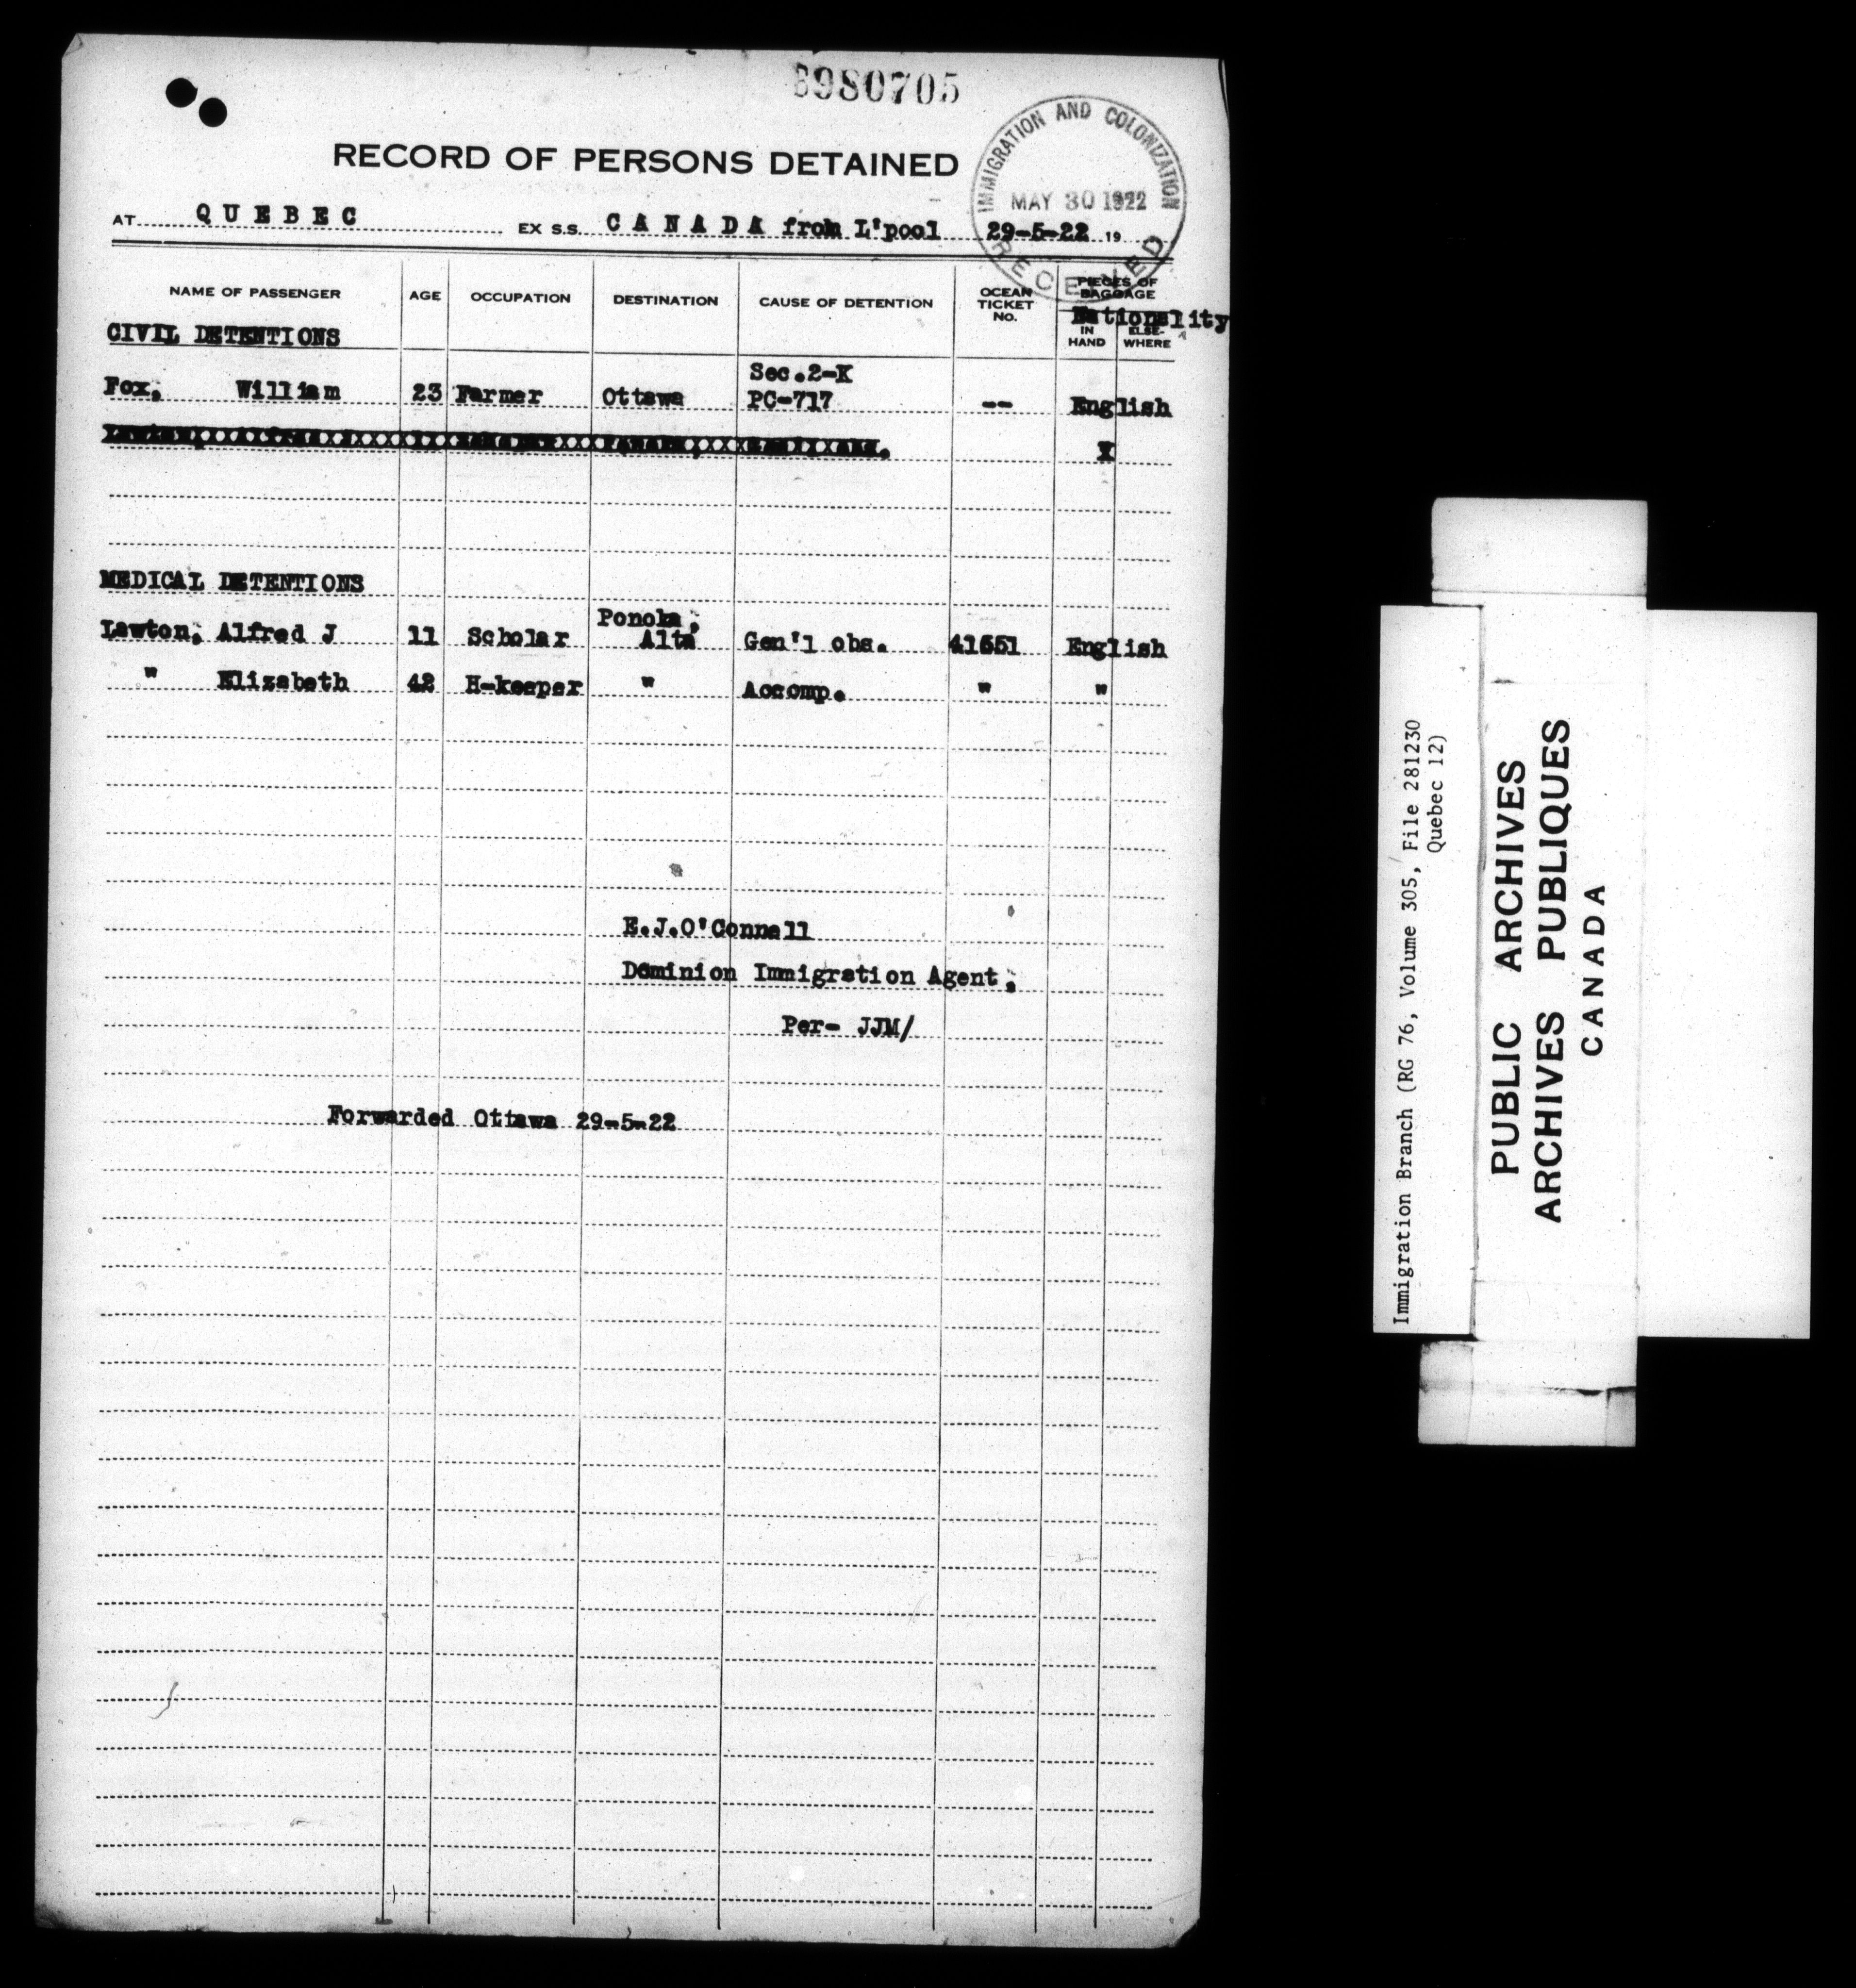 3980705
RECORD OF PERSONS DETAINED
IMMIGRATION AND COLONIZATION
MAY 30 1922
RECEIVED
AT QUEBEC EX S.S. CANADA from L'pool 29-5-22 19
NAME OF PASSENGER AGE OCCUPATION DESTINATION CAUSE OF DETENTION OCEAN TICKET No. PIECES OF BAGGAGE
Nationality
IN HAND ELSE-WHERE
CIVIL DETENTIONS
Sec.2-K
Fox, William 23 Farmer Ottawa PC-717 -- English
X
MEDICAL DETENTIONS
Ponoka,
Lawton, Alfred J 11 Scholar Alta Gen'l obs. 41551 English
" Elizabeth 42 H-keeper " Accomp. " "
E.J.O'Connell
Dominion Immigration Agent,
Per- JJM/
Forwarded Ottawa 29-5-22
Immigration Branch (RG 76, Volume 305, File 281230
Quebec 12)
PUBLIC ARCHIVES
ARCHIVES PUBLIQUES
CANADA